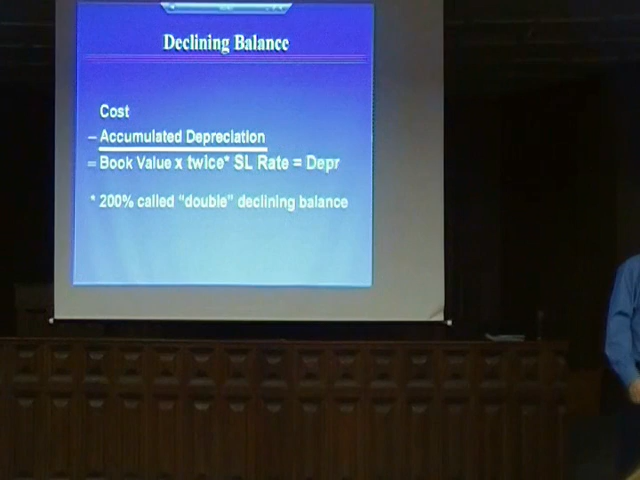 Declining Balance
Cost
– Accumulated Depreciation
= Book Value x twice* SL Rate = Depr
* 200% called "double" declining balance